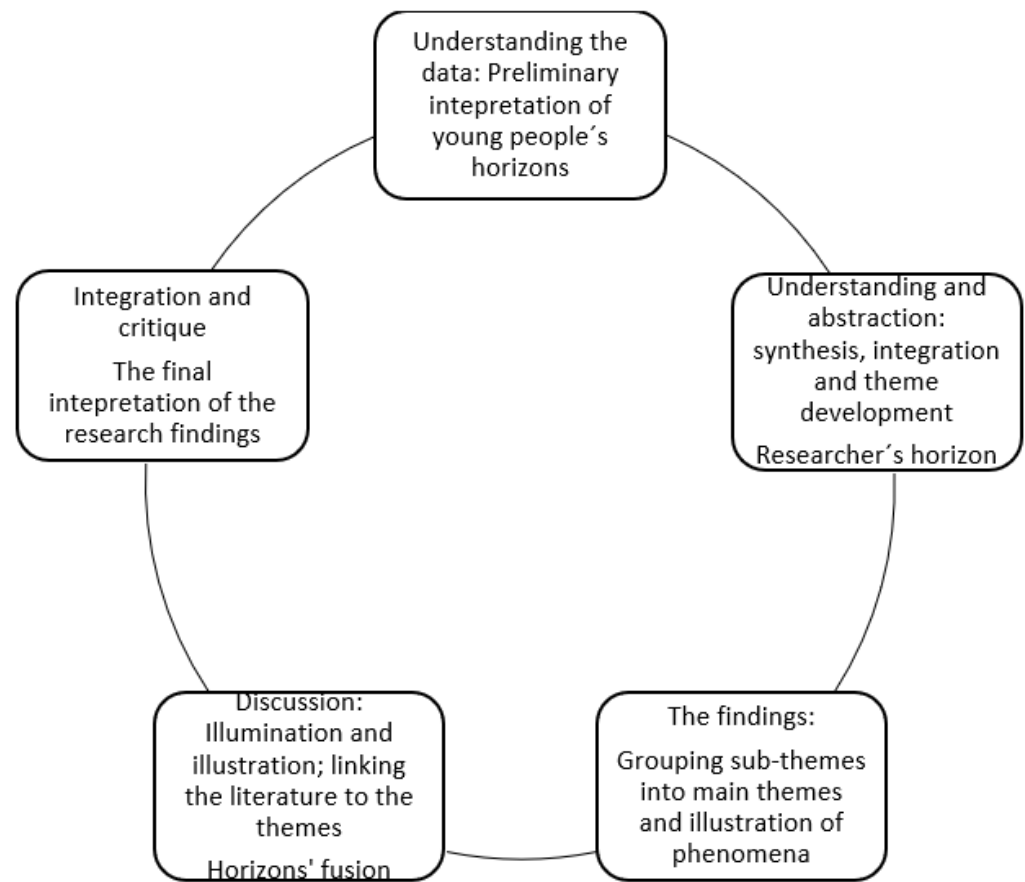 Understanding the
data: Preliminary
intepretation of
young people´s
horizons
Understanding and
abstraction:
synthesis, integration
and theme
development
Researcher´s horizon
The findings:
Grouping sub-themes
into main themes
and illustration of
phenomena
Discussion:
Illumination and
illustration; linking
the literature to the
themes
Horizons' fusion
Integration and
critique
The final
intepretation of the
research findings